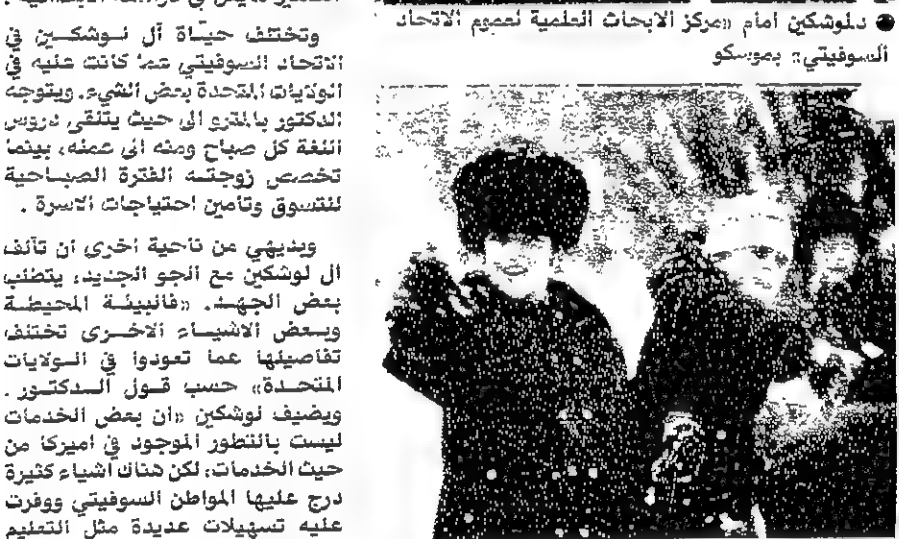 ● د.لوشكين امام «مركز الابحاث العلمية لعموم الاتحاد
السوفيتي» بموسكو
وتختلف حياة آل لوشكين في
الاتحاد السوفيتي عما كانت عليه في
الولايات المتحدة بعض الشيء. ويتوجه
الدكتور بالمترو الى حيث يتلقى دروس
اللغة كل صباح ومنه الى عمله، بينما
تخصص زوجته الفترة الصباحية
للتسوق وتأمين احتياجات الاسرة .
وبديهي من ناحية اخرى ان تآلف
ال لوشكين مع الجو الجديد، يتطلب
بعض الجهد. «فالبيئة المحيطة
وبعض الاشياء الاخرى تختلف
تفاصيلها عما تعودوا في الولايات
المتحدة» حسب قول الدكتور .
ويضيف لوشكين «ان بعض الخدمات
ليست بالتطور الموجود في اميركا من
حيث الخدمات، لكن هناك اشياء كثيرة
درج عليها المواطن السوفيتي ووفرت
عليه تسهيلات عديدة مثل التعليم